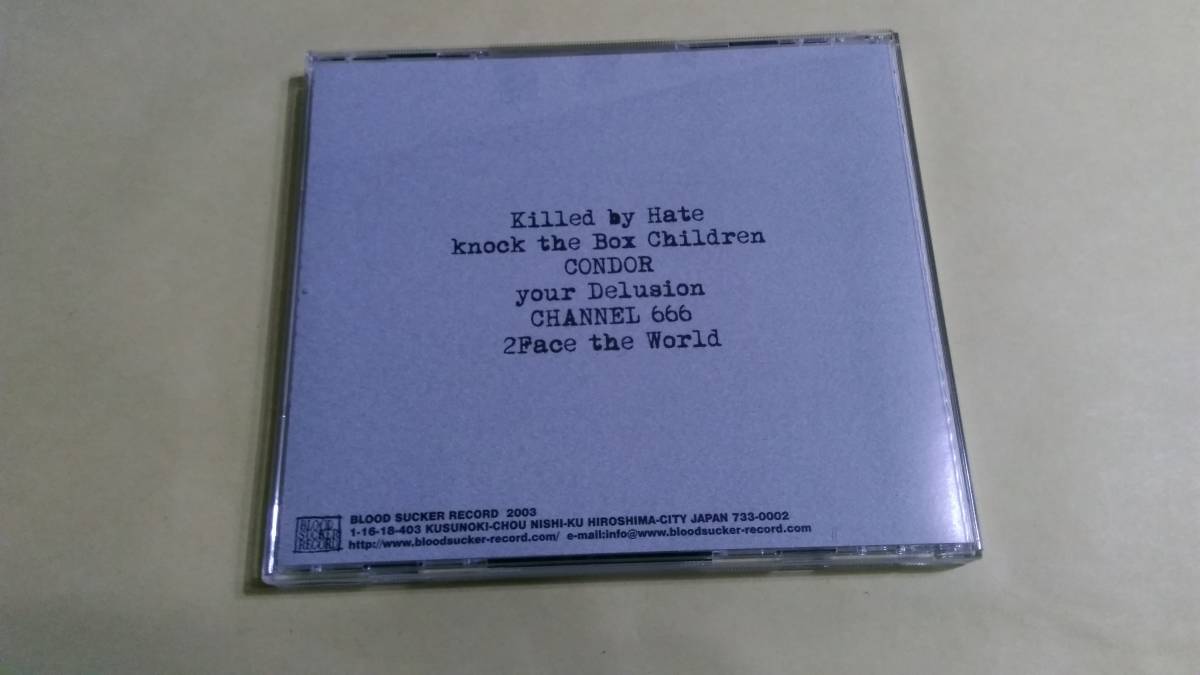 Killed by Hate
knock the Box Children
CONDOR
your Delusion
CHANNEL 666
2Face the World
BLOOD
SUCKER
RECORD
BLOOD SUCKER RECORD 2003
1-16-18-403 KUSUNOKI-CHOU NISHI-KU HIROSHIMA-CITY JAPAN 733-0002
http://www.bloodsucker-record.com/ e-mail:info@www.bloodsucker-record.com